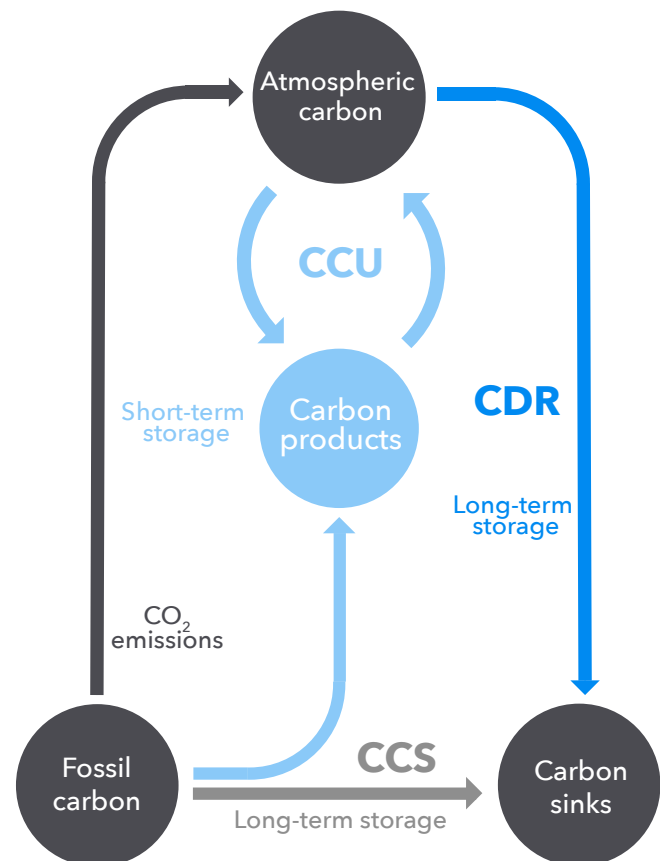 Atmospheric
carbon
CCU
CDR
Short-term
storage
Carbon
products
Long-term
storage
CO₂
emissions
Fossil
carbon
CCS
Long-term storage
Carbon
sinks